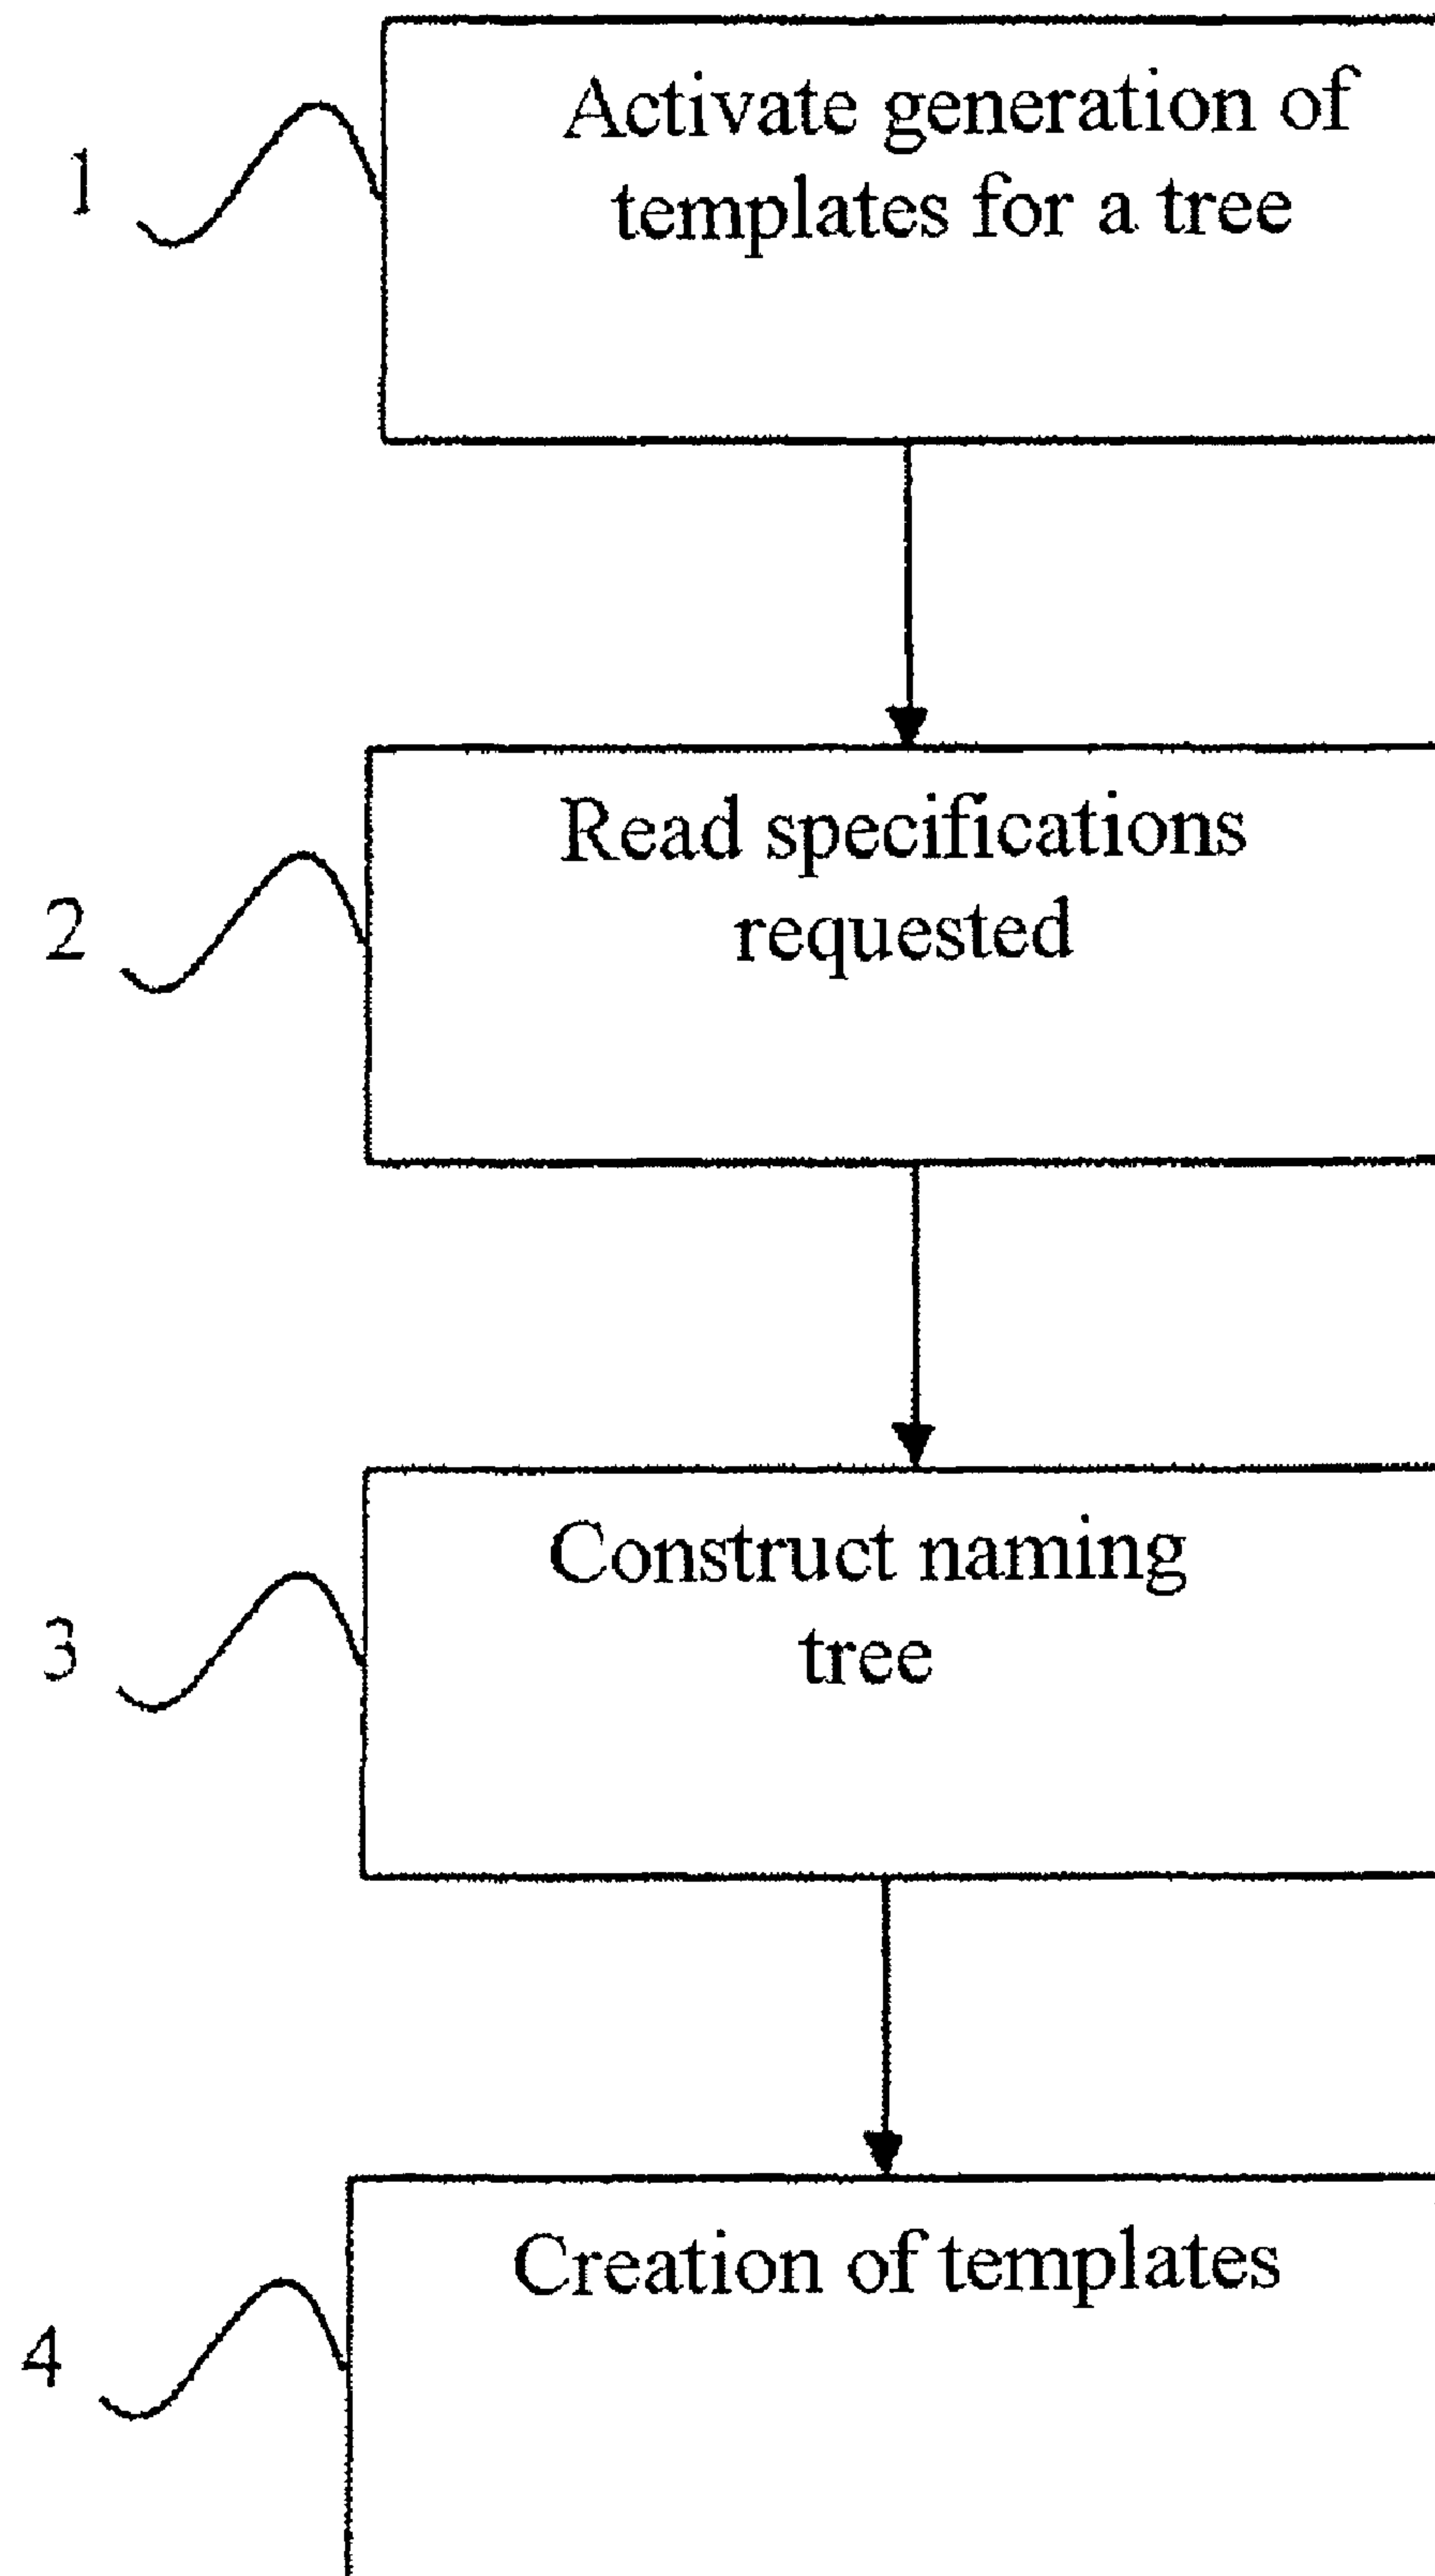 1
Activate generation of
templates for a tree
2
Read specifications
requested
3
Construct naming
tree
4
Creation of templates